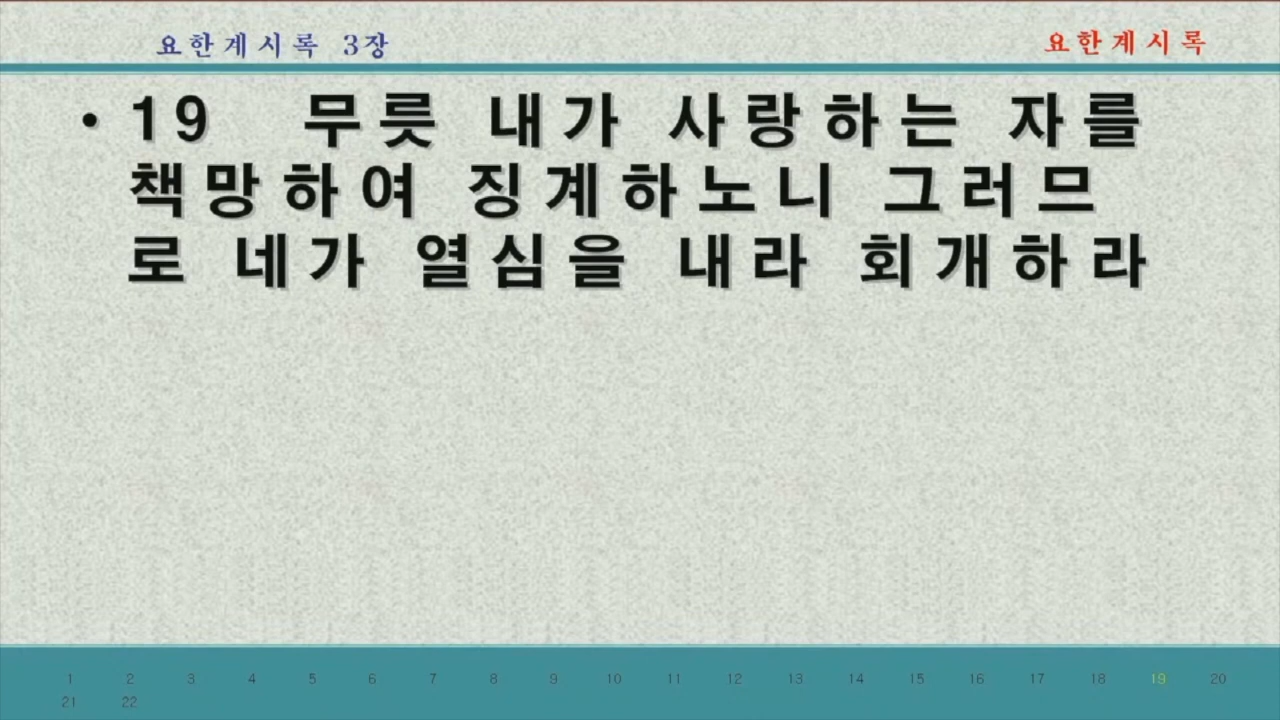 요한계시록 3장 요한계시록
• 19 무릇 내가 사랑하는 자를
책망하여 징계하노니 그러므
로 네가 열심을 내라 회개하라
1 2 3 4 5 6 7 8 9 10 11 12 13 14 15 16 17 18 19 20
21 22